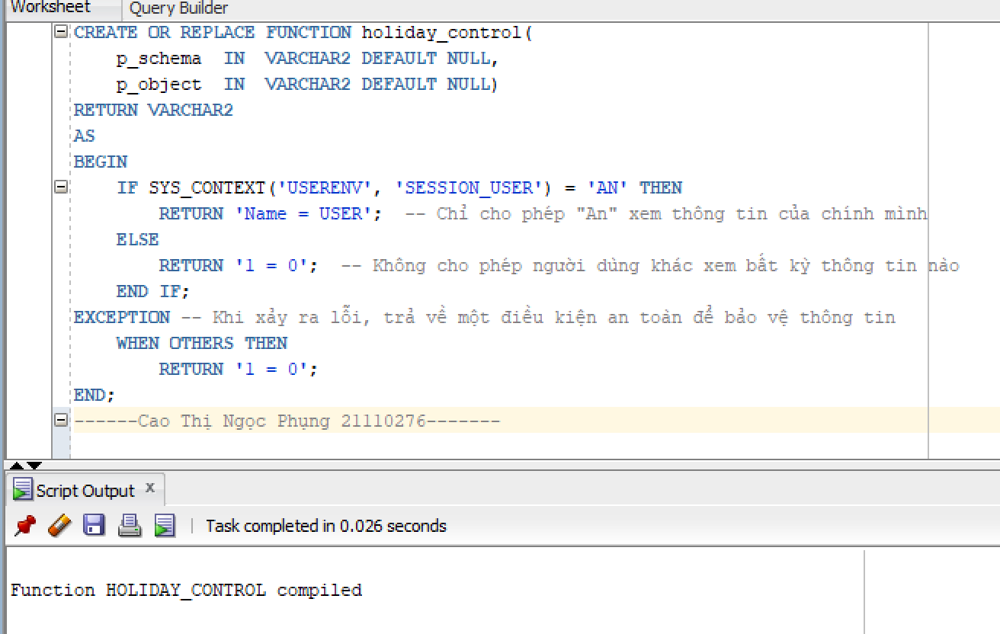 Worksheet Query Builder
CREATE OR REPLACE FUNCTION holiday_control(
p_schema IN VARCHAR2 DEFAULT NULL,
p_object IN VARCHAR2 DEFAULT NULL)
RETURN VARCHAR2
AS
BEGIN
IF SYS_CONTEXT('USERENV', 'SESSION_USER') = 'AN' THEN
RETURN 'Name = USER'; -- Chỉ cho phép "An" xem thông tin của chính mình
ELSE
RETURN '1 = 0'; -- Không cho phép người dùng khác xem bất kỳ thông tin nào
END IF;
EXCEPTION -- Khi xảy ra lỗi, trả về một điều kiện an toàn để bảo vệ thông tin
WHEN OTHERS THEN
RETURN '1 = 0';
END;
------Cao Thị Ngọc Phụng 21110276-------
Script Output x
Task completed in 0.026 seconds
Function HOLIDAY_CONTROL compiled